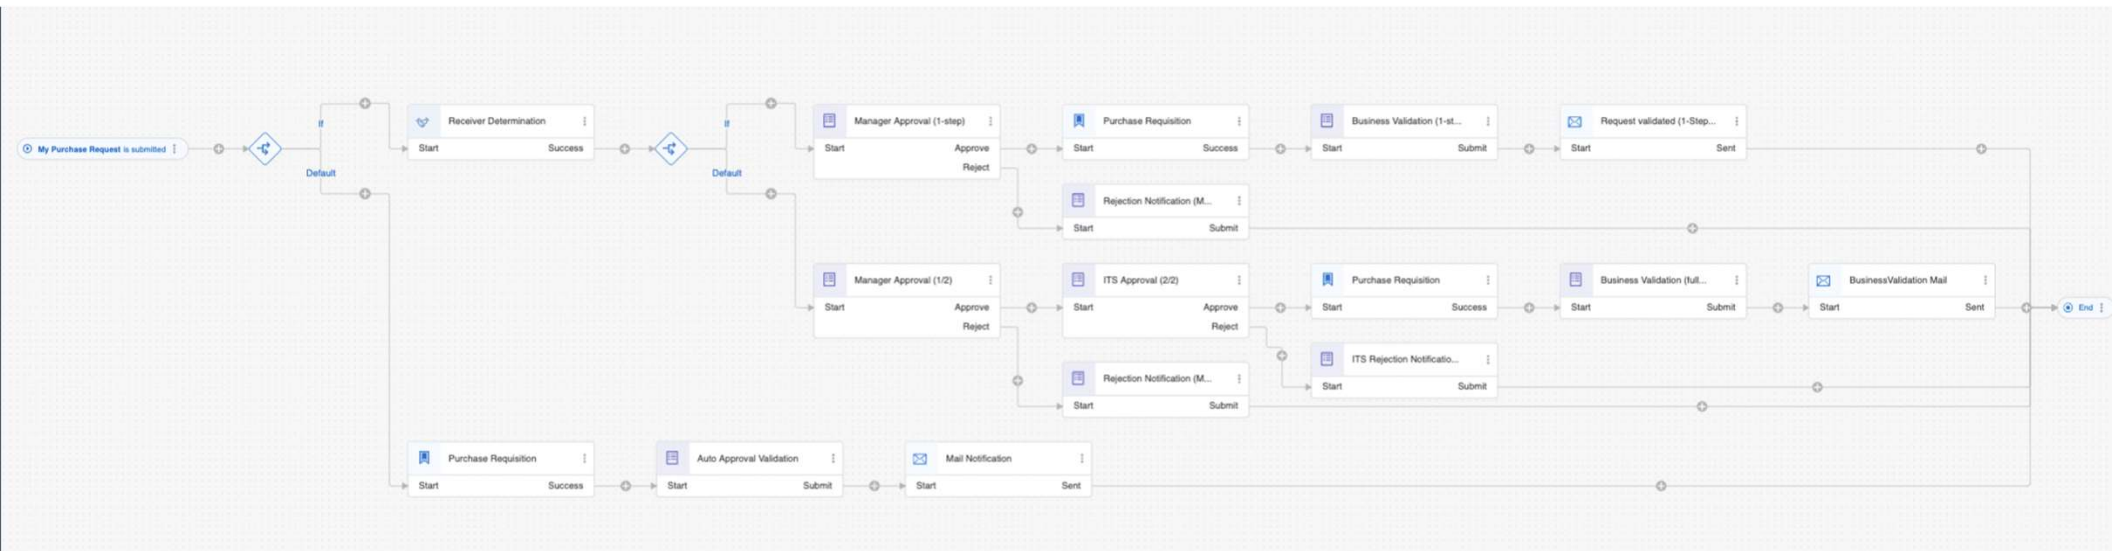 If
Receiver Determination
Start Success
If
Manager Approval (1-step)
Start Approve
Reject
Purchase Requisition
Start Success
Business Validation (1-st...
Start Submit
Request validated (1-Step...
Start Sent
My Purchase Request is submitted
Default
Default
Rejection Notification (M...
Start Submit
Manager Approval (1/2)
Start Approve
Reject
ITS Approval (2/2)
Start Approve
Reject
Purchase Requisition
Start Success
Business Validation (full...
Start Submit
BusinessValidation Mail
Start Sent
End
ITS Rejection Notificatio...
Start Submit
Rejection Notification (M...
Start Submit
Purchase Requisition
Start Success
Auto Approval Validation
Start Submit
Mail Notification
Start Sent